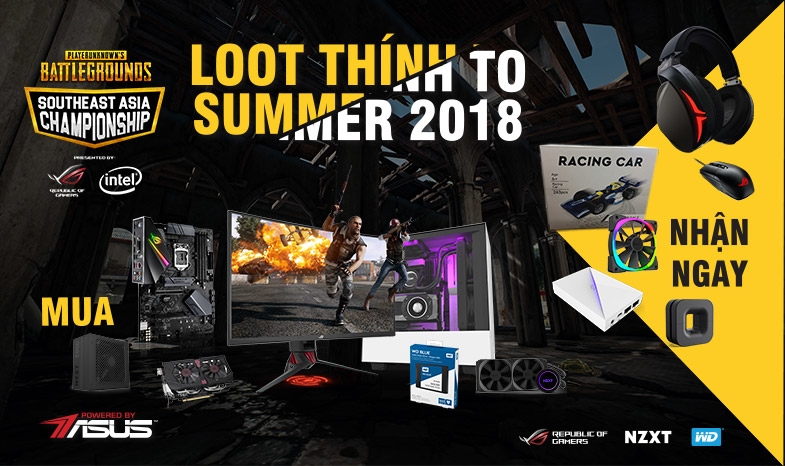 PLAYERUNKNOWN'S
BATTLEGROUNDS
SOUTHEAST ASIA
CHAMPIONSHIP
PRESENTED BY
REPUBLIC OF
GAMERS
intel
LOOT THÍNH TO
SUMMER 2018
RACING CAR
MUA
NHẬN
NGAY
WD BLUE
NZXT
POWERED BY
ASUS
REPUBLIC OF
GAMERS
NZXT
WD